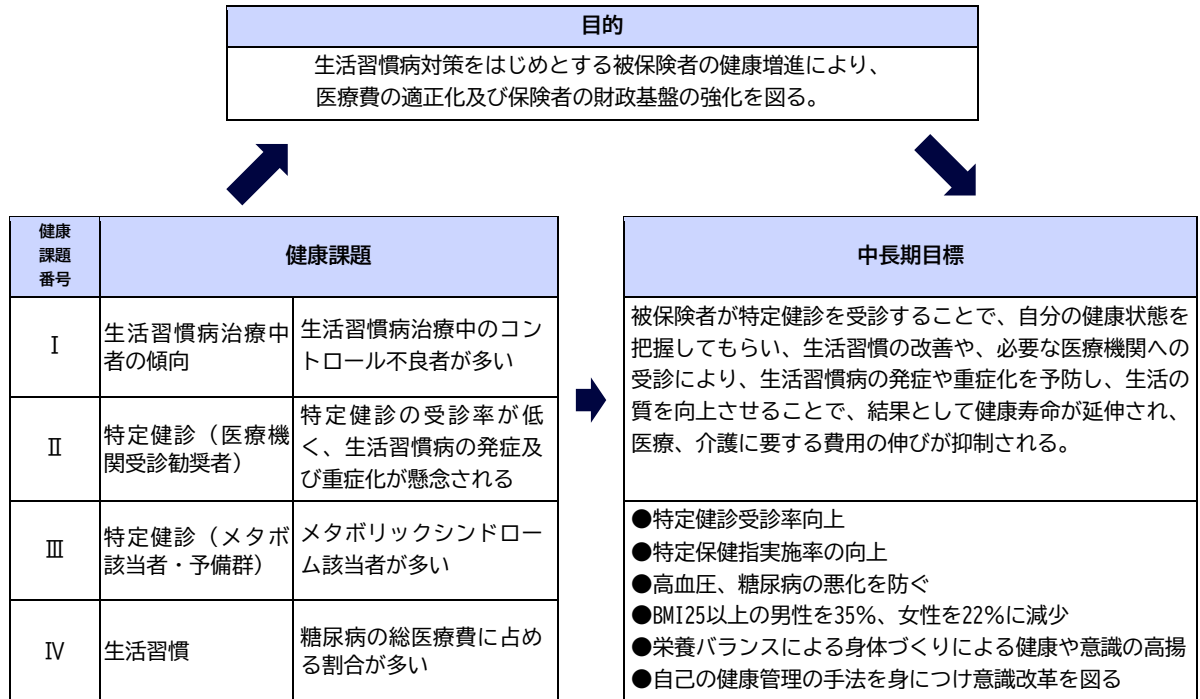 目的
生活習慣病対策をはじめとする被保険者の健康増進により、
医療費の適正化及び保険者の財政基盤の強化を図る。
健康
課題
番号
健康課題
Ⅰ
生活習慣病治療中
者の傾向
生活習慣病治療中のコン
トロール不良者が多い
Ⅱ
特定健診（医療機
関受診勧奨者）
特定健診の受診率が低
く、生活習慣病の発症及
び重症化が懸念される
Ⅲ
特定健診（メタボ
該当者・予備群）
メタボリックシンドロー
ム該当者が多い
Ⅳ
生活習慣
糖尿病の総医療費に占め
る割合が多い
中長期目標
被保険者が特定健診を受診することで、自分の健康状態を
把握してもらい、生活習慣の改善や、必要な医療機関への
受診により、生活習慣病の発症や重症化を予防し、生活の
質を向上させることで、結果として健康寿命が延伸され、
医療、介護に要する費用の伸びが抑制される。
●特定健診受診率向上
●特定保健指実施率の向上
●高血圧、糖尿病の悪化を防ぐ
●BMI25以上の男性を35％、女性を22％に減少
●栄養バランスによる身体づくりによる健康や意識の高揚
●自己の健康管理の手法を身につけ意識改革を図る